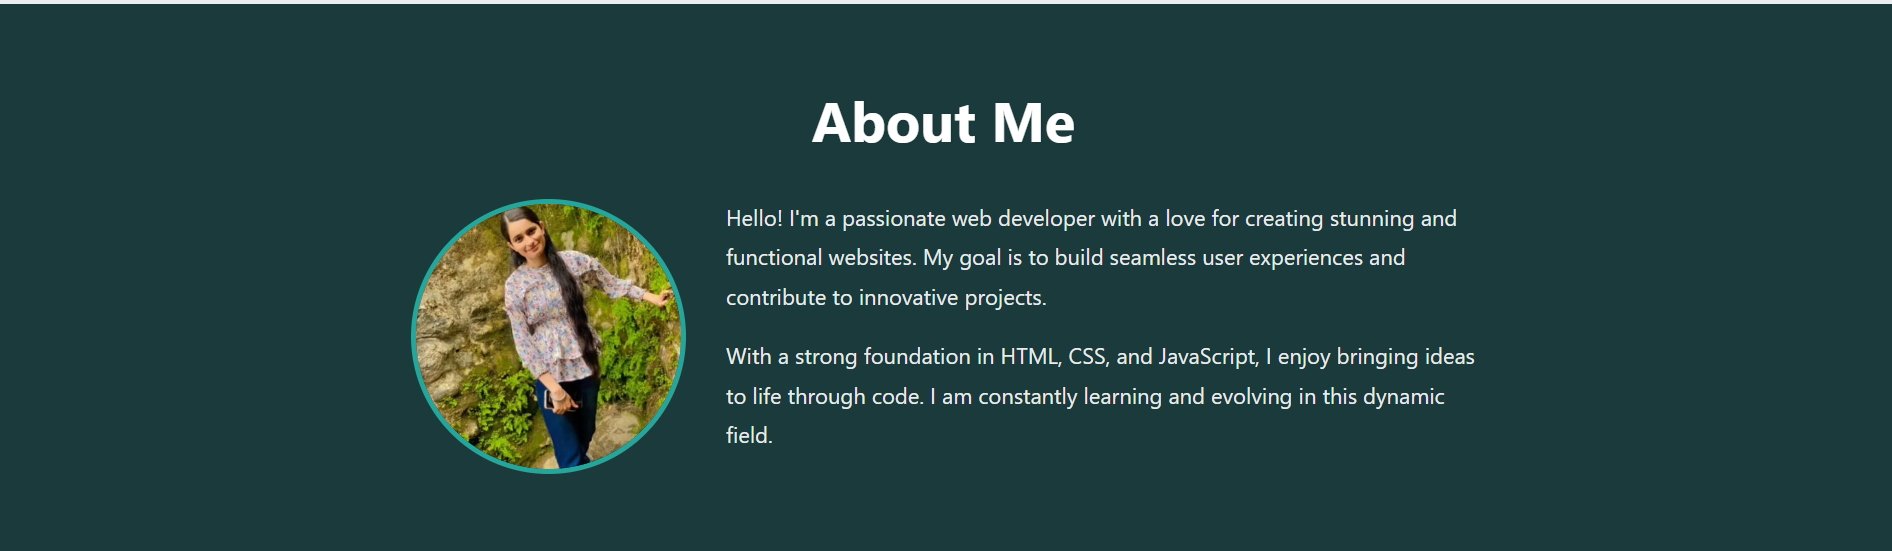 About Me
Hello! I'm a passionate web developer with a love for creating stunning and
functional websites. My goal is to build seamless user experiences and
contribute to innovative projects.
With a strong foundation in HTML, CSS, and JavaScript, I enjoy bringing ideas
to life through code. I am constantly learning and evolving in this dynamic
field.